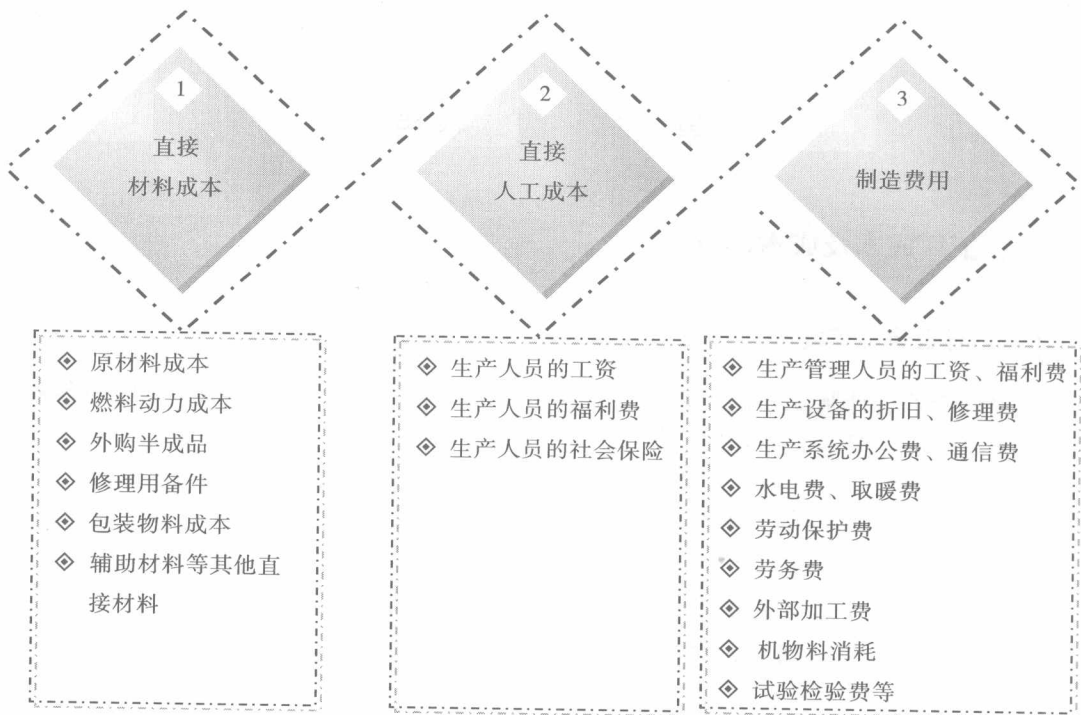 1
直接
材料成本
2
直接
人工成本
3
制造费用
原材料成本
燃料动力成本
外购半成品
修理用备件
包装物料成本
辅助材料等其他直
接材料
生产人员的工资
生产人员的福利费
生产人员的社会保险
生产管理人员的工资、福利费
生产设备的折旧、修理费
生产系统办公费、通信费
水电费、取暖费
劳动保护费
劳务费
外部加工费
机物料消耗
试验检验费等